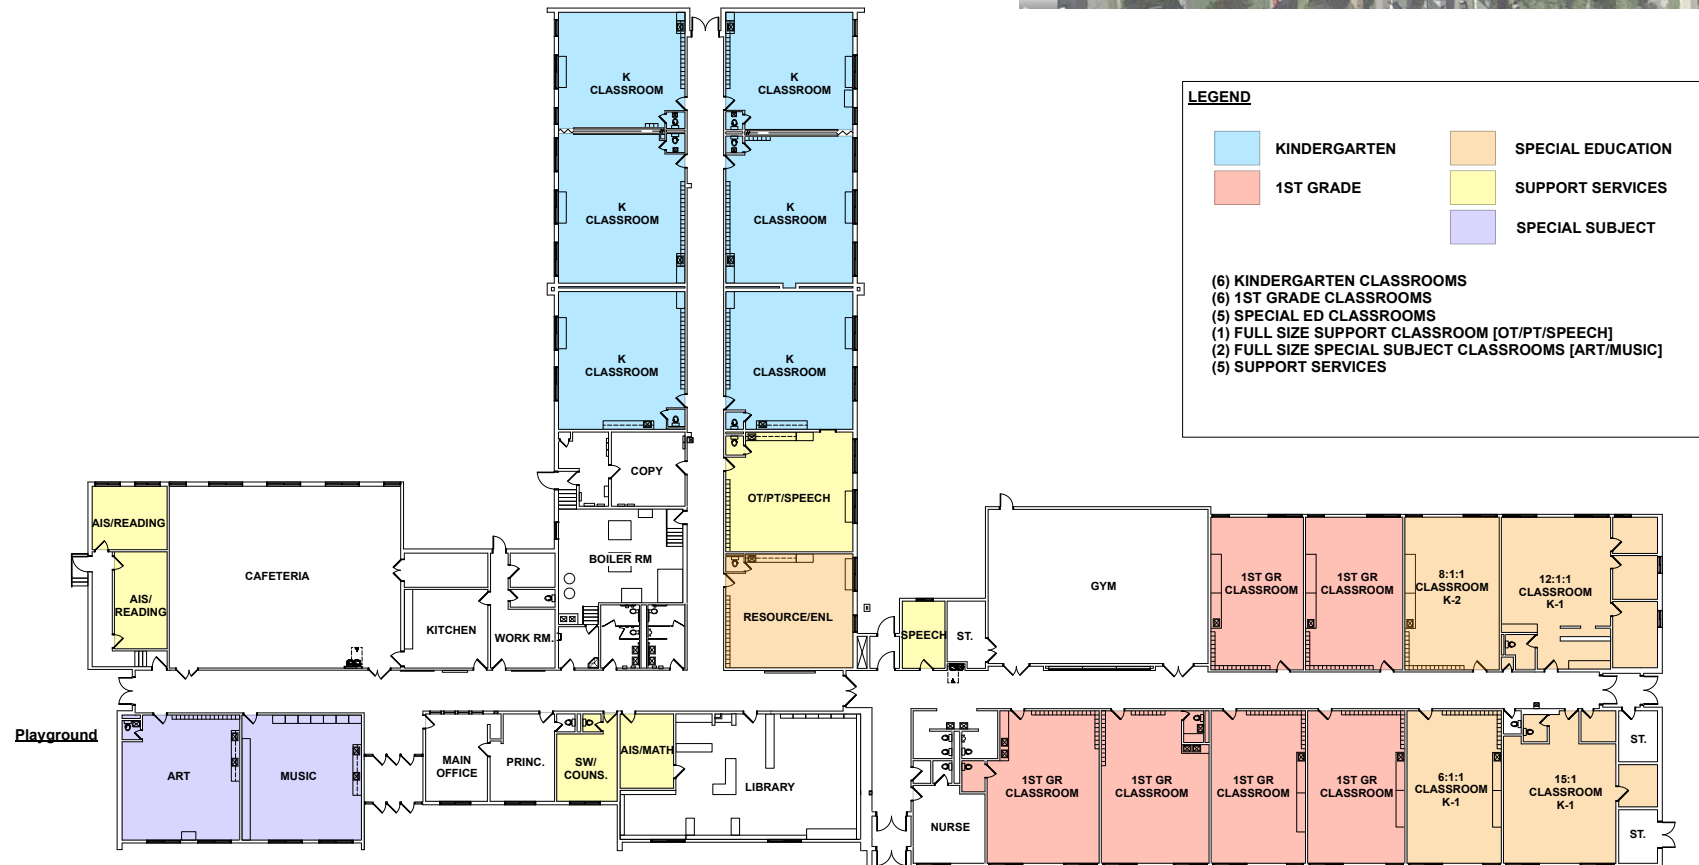 K
CLASSROOM
K
CLASSROOM
LEGEND
KINDERGARTEN
SPECIAL EDUCATION
1ST GRADE
SUPPORT SERVICES
SPECIAL SUBJECT
K
CLASSROOM
K
CLASSROOM
(6) KINDERGARTEN CLASSROOMS
(6) 1ST GRADE CLASSROOMS
(5) SPECIAL ED CLASSROOMS
(1) FULL SIZE SUPPORT CLASSROOM [OT/PT/SPEECH]
(2) FULL SIZE SPECIAL SUBJECT CLASSROOMS [ART/MUSIC]
(5) SUPPORT SERVICES
K
CLASSROOM
K
CLASSROOM
COPY
OT/PT/SPEECH
AIS/READING
CAFETERIA
BOILER RM
GYM
1ST GR
CLASSROOM
1ST GR
CLASSROOM
8:1:1
CLASSROOM
K-2
12:1:1
CLASSROOM
K-1
AIS/
READING
KITCHEN
WORK RM.
RESOURCE/ENL
SPEECH
ST.
Playground
ART
MUSIC
MAIN
OFFICE
PRINC.
SW/
COUNS.
AIS/MATH
LIBRARY
NURSE
1ST GR
CLASSROOM
1ST GR
CLASSROOM
1ST GR
CLASSROOM
1ST GR
CLASSROOM
6:1:1
CLASSROOM
K-1
15:1
CLASSROOM
K-1
ST.
ST.